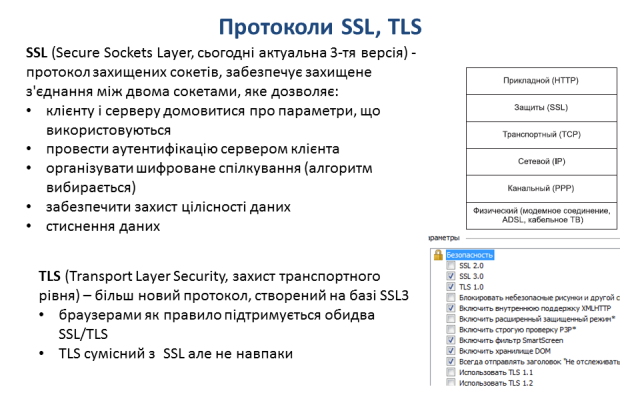 Протоколи SSL, TLS
SSL (Secure Sockets Layer, сьогодні актуальна 3-тя версія) -
протокол захищених сокетів, забезпечує захищене
з'єднання між двома сокетами, яке дозволяє:
• клієнту і серверу домовитися про параметри, що
використовуються
• провести аутентифікацію сервером клієнта
• організувати шифроване спілкування (алгоритм
вибирається)
• забезпечити захист цілісності даних
• стиснення даних
TLS (Transport Layer Security, захист транспортного
рівня) – більш новий протокол, створений на базі SSL3
• браузерами як правило підтримується обидва
SSL/TLS
• TLS сумісний з SSL але не навпаки
Прикладной (HTTP)
Защиты (SSL)
Транспортный (TCP)
Сетевой (IP)
Канальный (PPP)
Физический (модемное соединение,
ADSL, кабельное ТВ)
араметры
Безопасность
SSL 2.0
SSL 3.0
TLS 1.0
Блокировать небезопасные рисунки и другой с
Включить внутреннюю поддержку XMLHTTP
Включить расширенный защищенный режим*
Включить строгую проверку P3P*
Включить фильтр SmartScreen
Включить хранилище DOM
Всегда отправлять заголовок "Не отслеживать
Использовать TLS 1.1
Использовать TLS 1.2